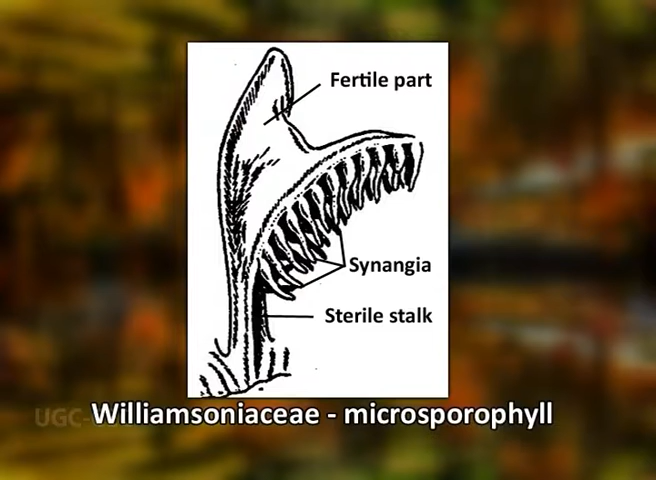 Fertile part
Synangia
Sterile stalk
UGC-
Williamsoniaceae - microsporophyll